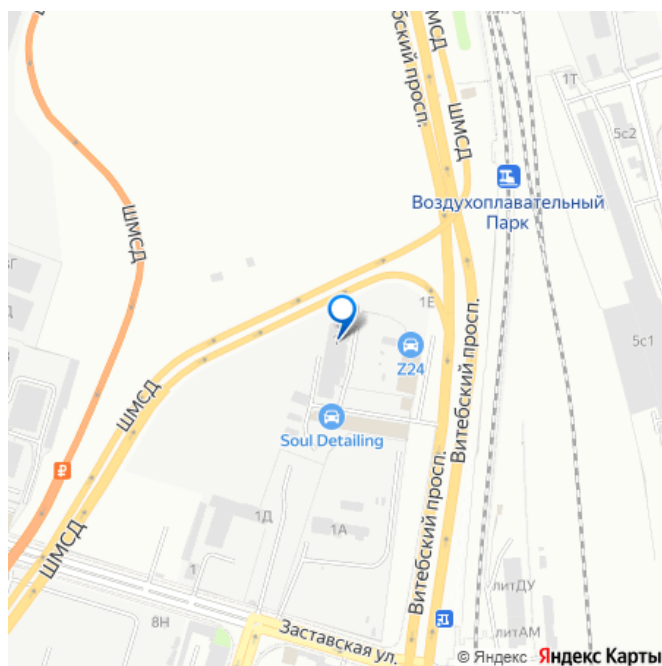 ШМСД
бский просп.
ШМСД
1Т
5с2
Воздухоплавательный
Парк
ШМСД
1Е
5с1
Z24
Витебский просп.
ШМСД
Soul Detailing
₽
1Д
1А
Витебский просп.
ШМСД
1
литДУ
8Н
Заставская ул.
литАМ
© Яндекс Яндекс Карты